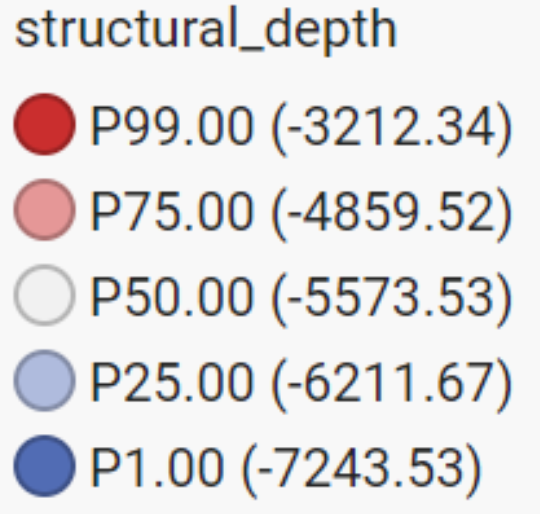 structural_depth
P99.00 (-3212.34)
P75.00 (-4859.52)
P50.00 (-5573.53)
P25.00 (-6211.67)
P1.00 (-7243.53)